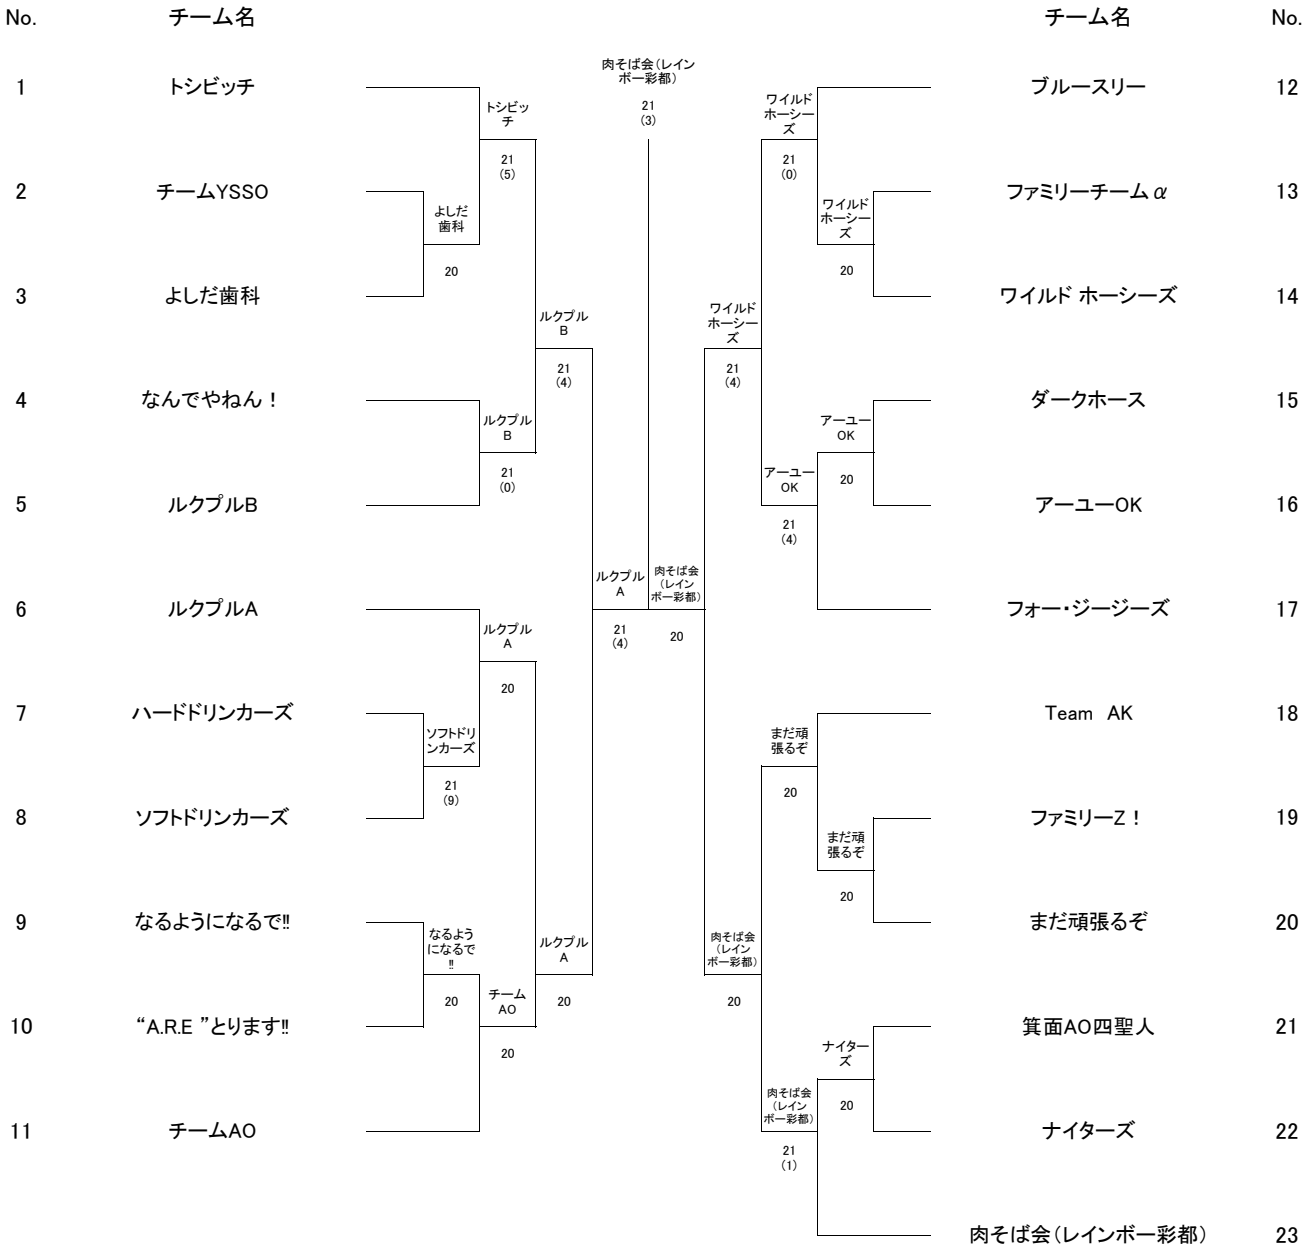 No.
チーム名
チーム名
No.
肉そば会(レイン
ボー彩都)
21
(3)
1
トシビッチ
トシビッ
チ
21
(5)
ワイルド
ホーシー
ズ
21
(0)
ブルースリー
12
2
チームYSSO
よしだ
歯科
20
ワイルド
ホーシー
ズ
20
ファミリーチームα
13
3
よしだ歯科
ワイルド ホーシーズ
14
ルクプル
B
21
(4)
ワイルド
ホーシー
ズ
21
(4)
4
なんでやねん！
ルクプル
B
21
(0)
アーユー
OK
20
ダークホース
15
アーユー
OK
21
(4)
5
ルクプルB
アーユーOK
16
ルクプル
A
21
(4)
肉そば会
(レイン
ボー彩都)
20
6
ルクプルA
ルクプル
A
20
フォー・ジージーズ
17
7
ハードドリンカーズ
ソフトドリ
ンカーズ
21
(9)
まだ頑
張るぞ
20
Team　AK
18
8
ソフトドリンカーズ
まだ頑
張るぞ
20
ファミリーZ！
19
9
なるようになるで!!
なるよう
になるで
!!
20
ルクプル
A
20
肉そば会
(レイン
ボー彩都)
20
まだ頑張るぞ
20
チーム
AO
20
10
“A.R.E ”とります!!
ナイター
ズ
20
箕面AO四聖人
21
肉そば会
(レイン
ボー彩都)
21
(1)
11
チームAO
ナイターズ
22
肉そば会(レインボー彩都)
23